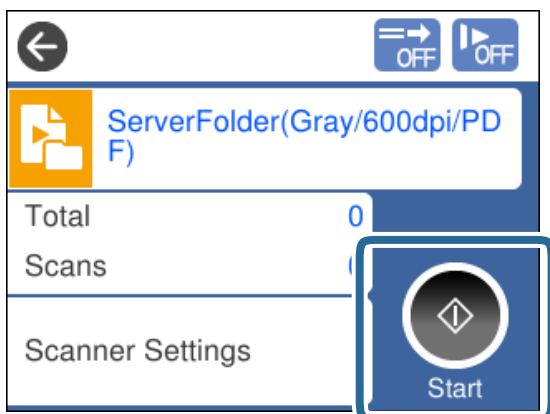 OFF
OFF
ServerFolder(Gray/600dpi/PD
F)
Total 0
Scans
Scanner Settings
Start